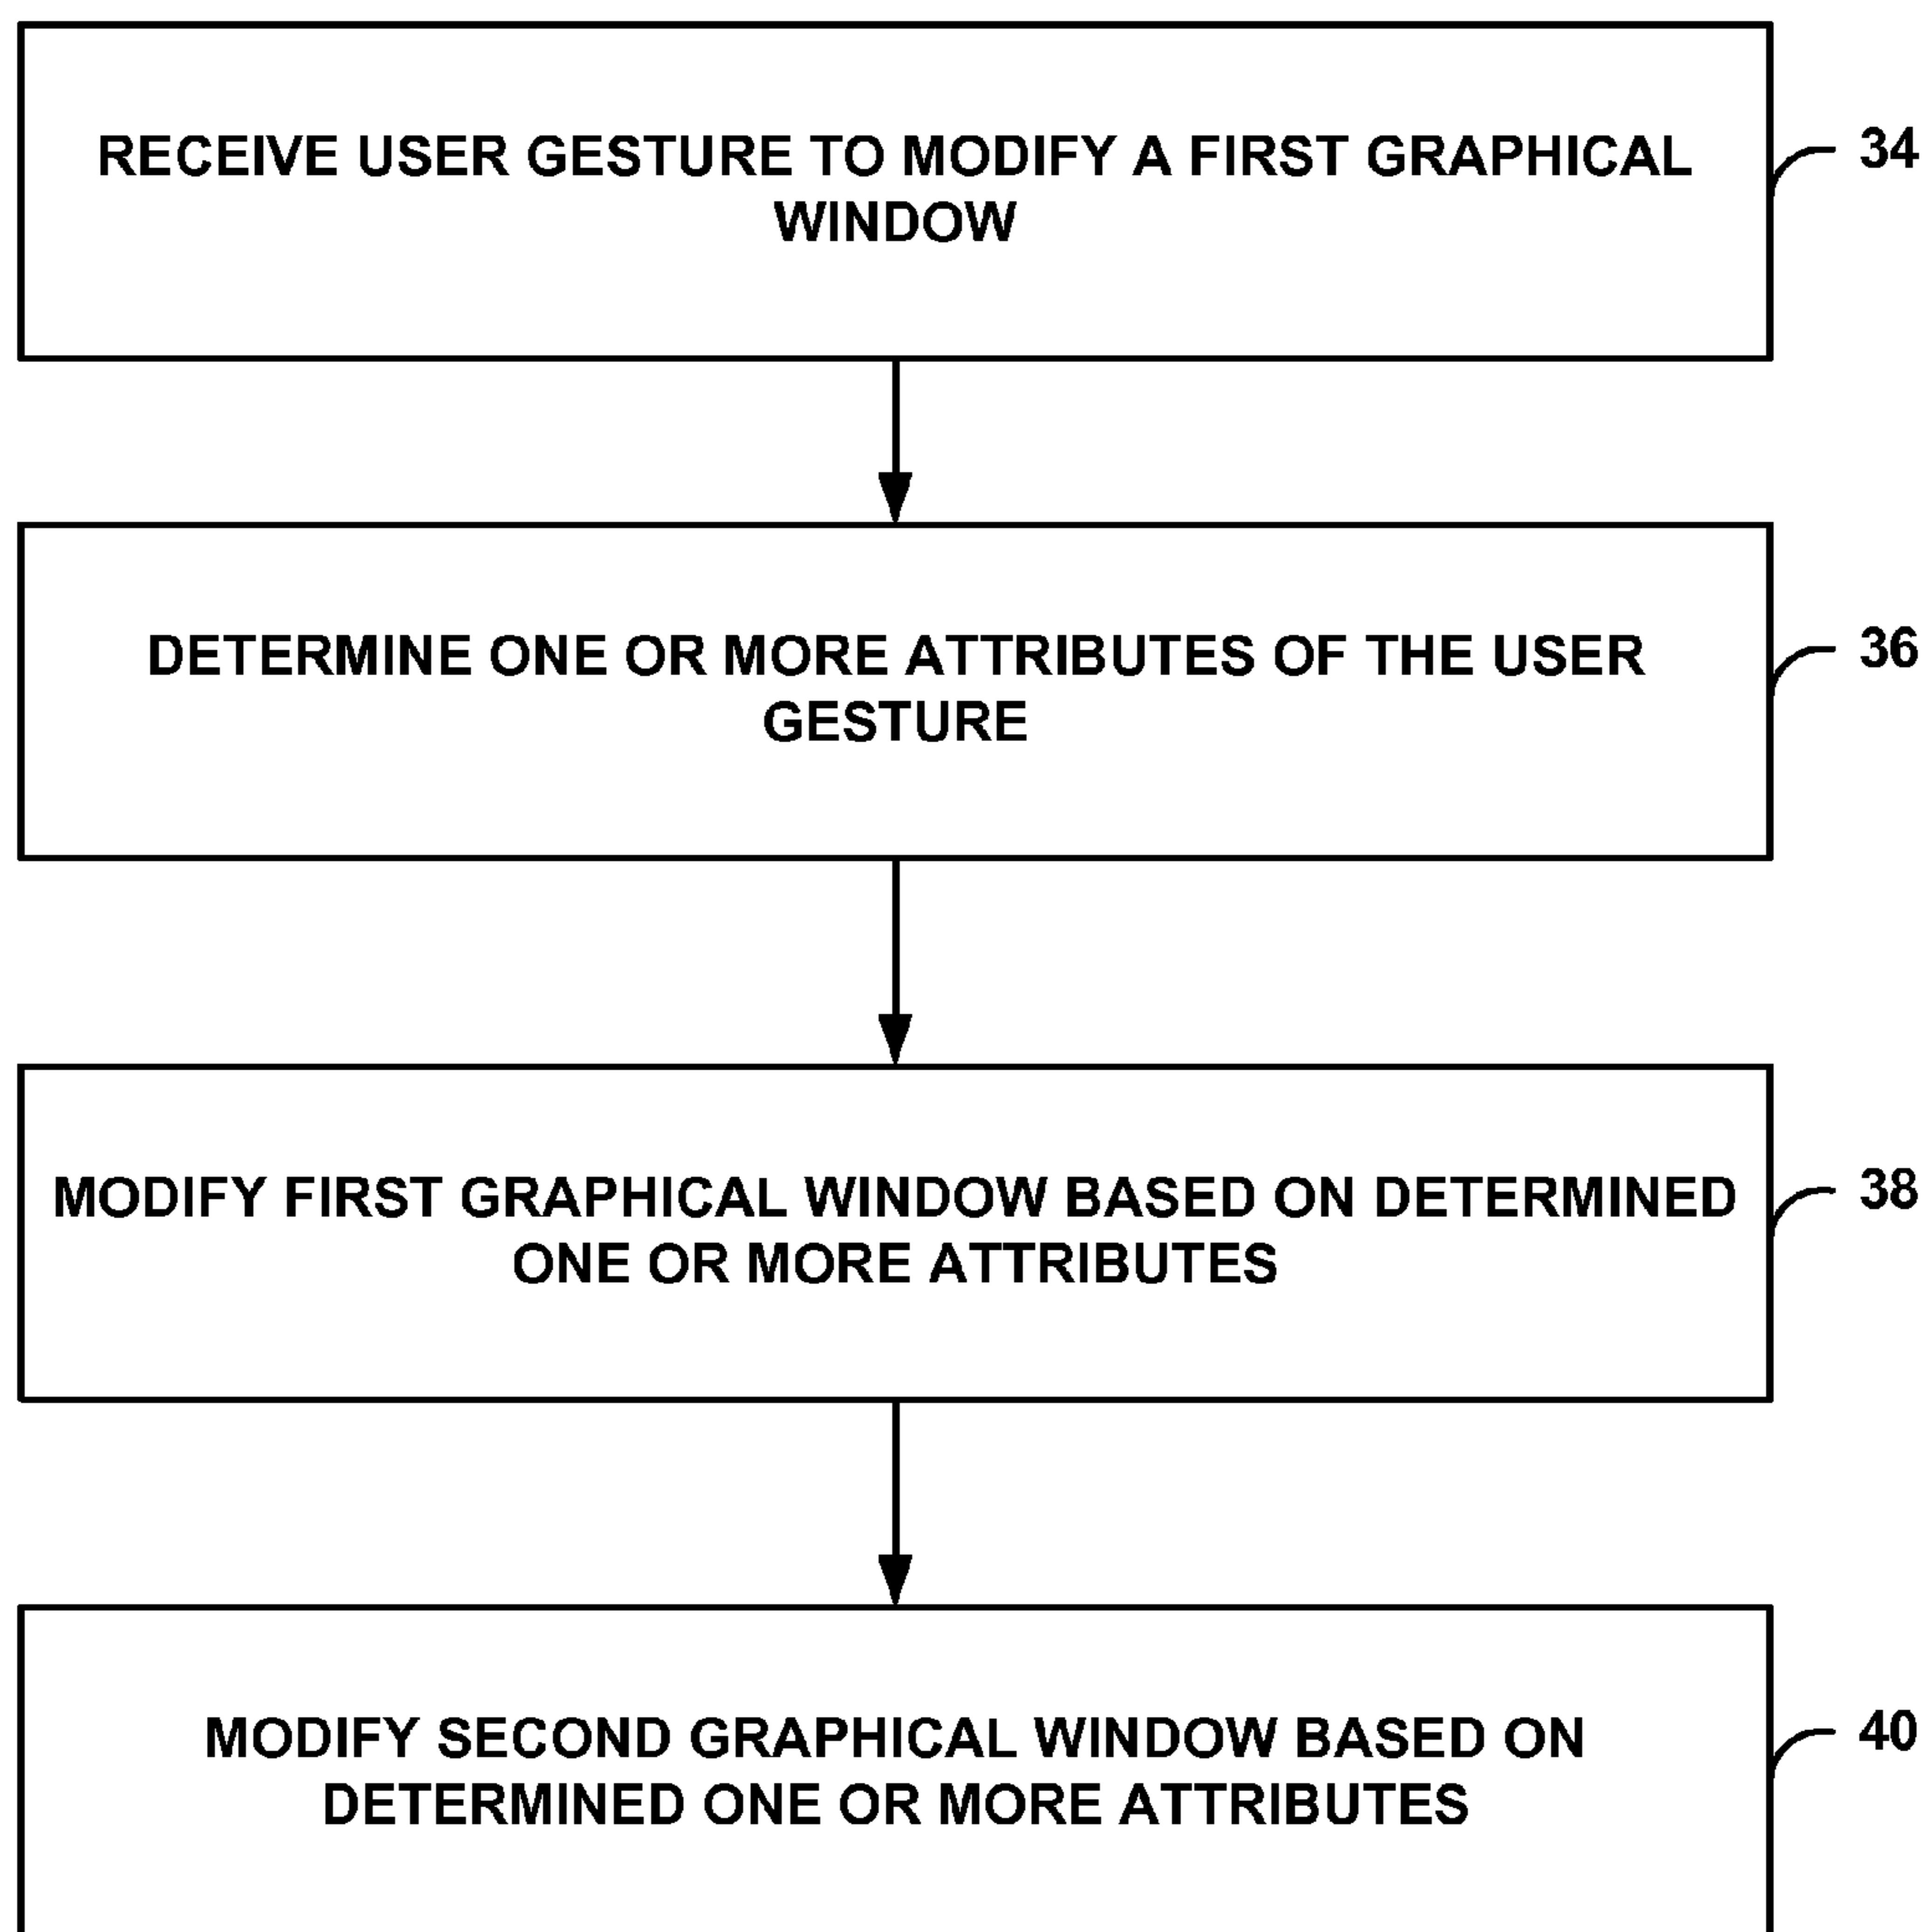 RECEIVE USER GESTURE TO MODIFY A FIRST GRAPHICAL
WINDOW
34
DETERMINE ONE OR MORE ATTRIBUTES OF THE USER
GESTURE
36
MODIFY FIRST GRAPHICAL WINDOW BASED ON DETERMINED
ONE OR MORE ATTRIBUTES
38
MODIFY SECOND GRAPHICAL WINDOW BASED ON
DETERMINED ONE OR MORE ATTRIBUTES
40